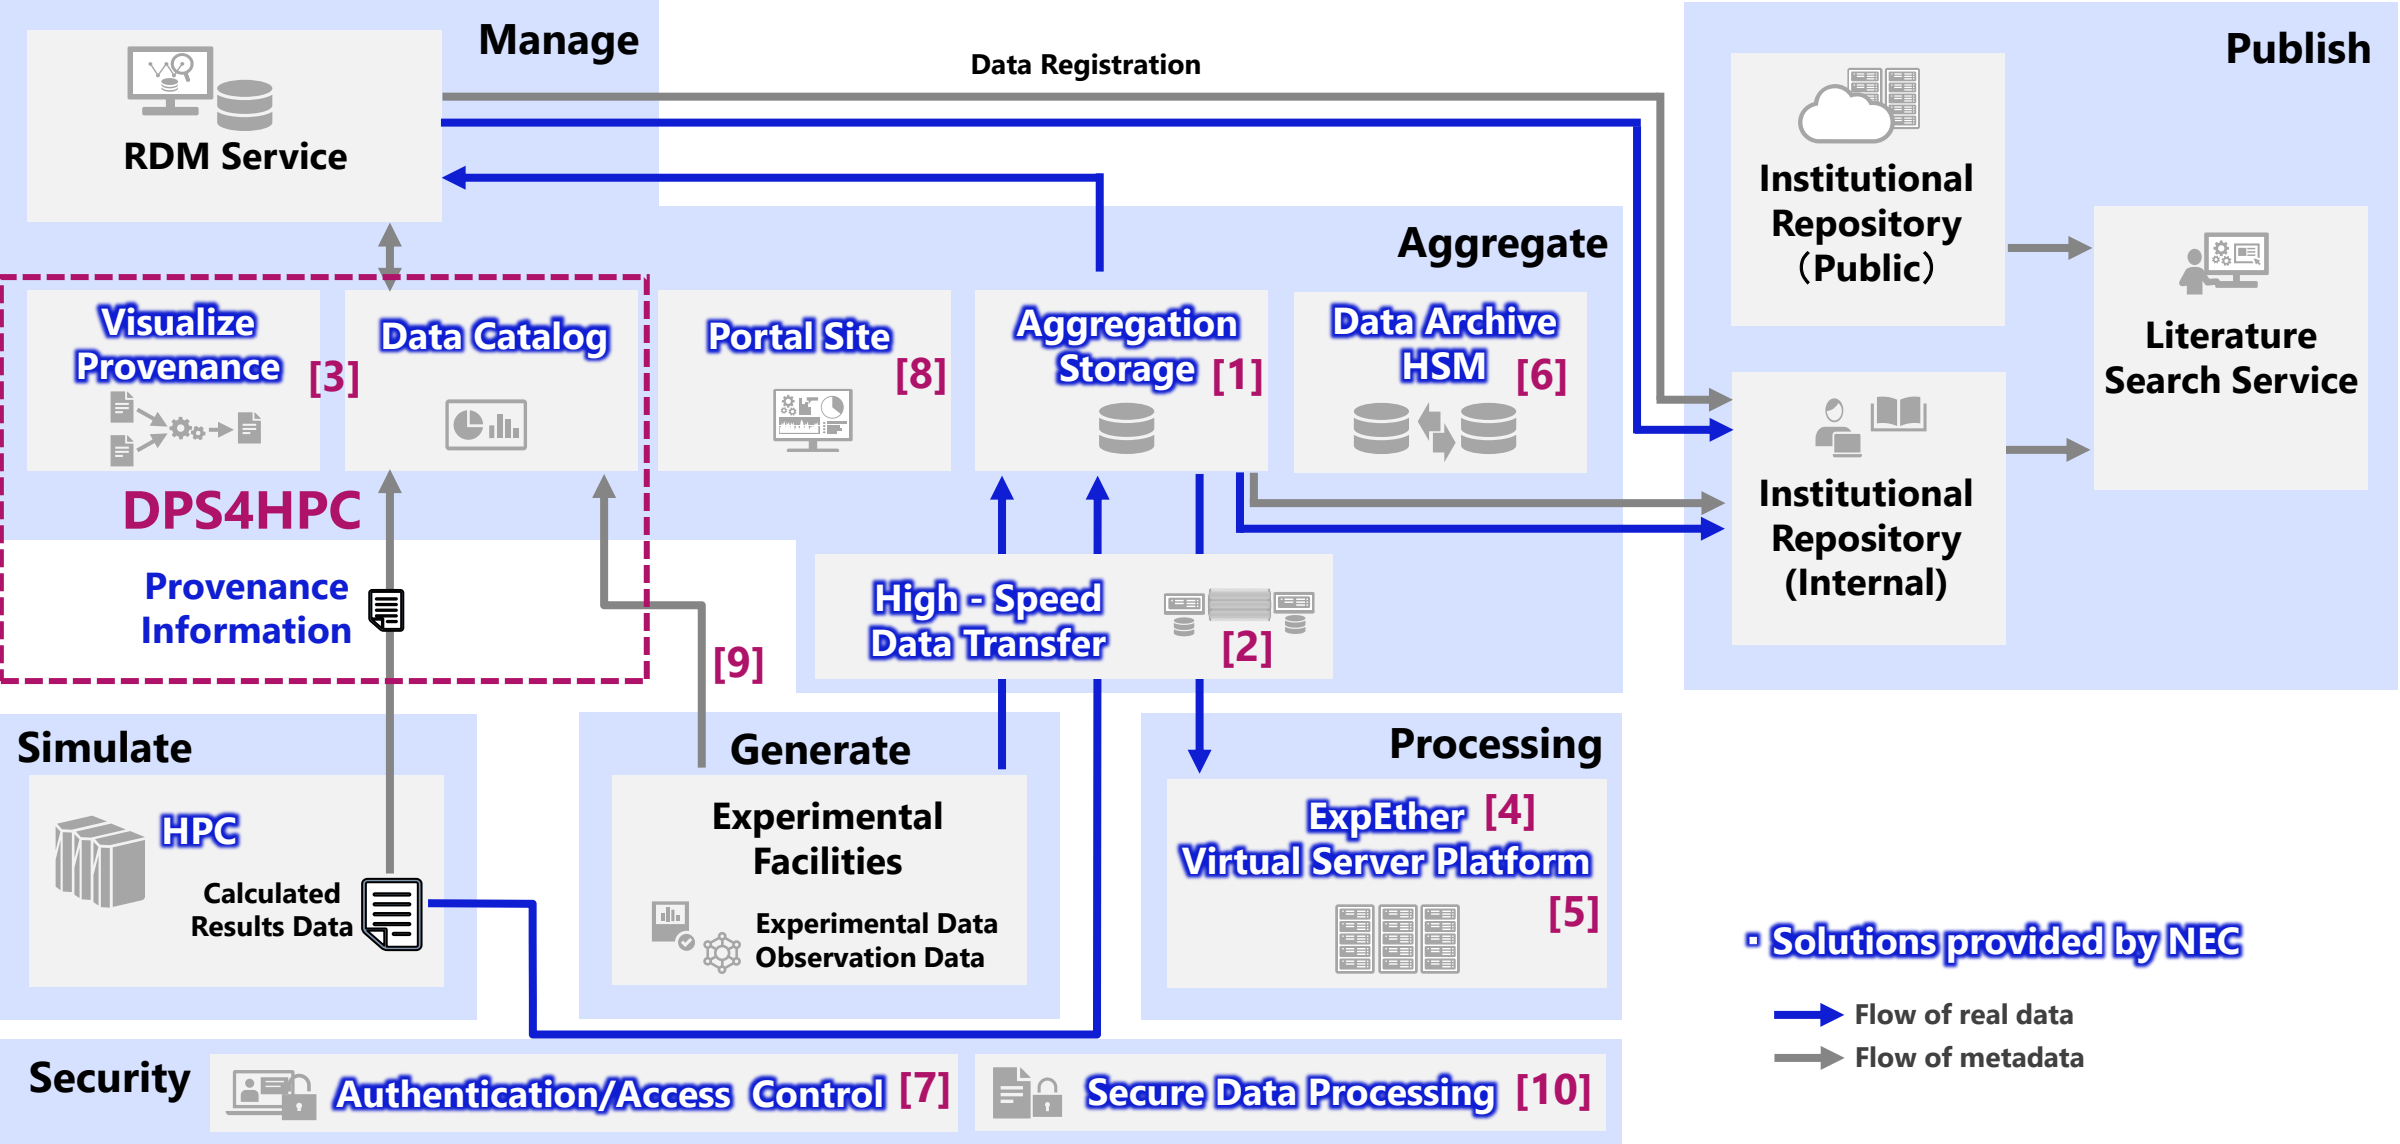 Manage
RDM Service
Data Registration
Publish
Institutional
Repository
（Public）
Literature
Search Service
Institutional
Repository
(Internal)
Aggregate
Visualize
Provenance
[3]
Data Catalog
Portal Site
[8]
Aggregation
Storage [1]
Data Archive
HSM [6]
DPS4HPC
Provenance
Information
[9]
High - Speed
Data Transfer
[2]
Simulate
HPC
Calculated
Results Data
Generate
Experimental
Facilities
Experimental Data
Observation Data
Processing
ExpEther [4]
Virtual Server Platform
[5]
Security
Authentication/Access Control [7]
Secure Data Processing [10]
▪ Solutions provided by NEC
Flow of real data
Flow of metadata